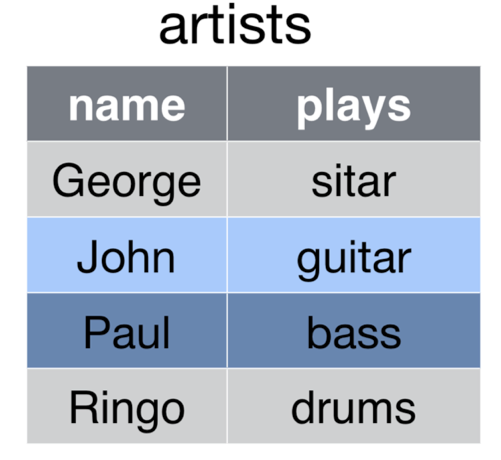 artists
name plays
George sitar
John guitar
Paul bass
Ringo drums